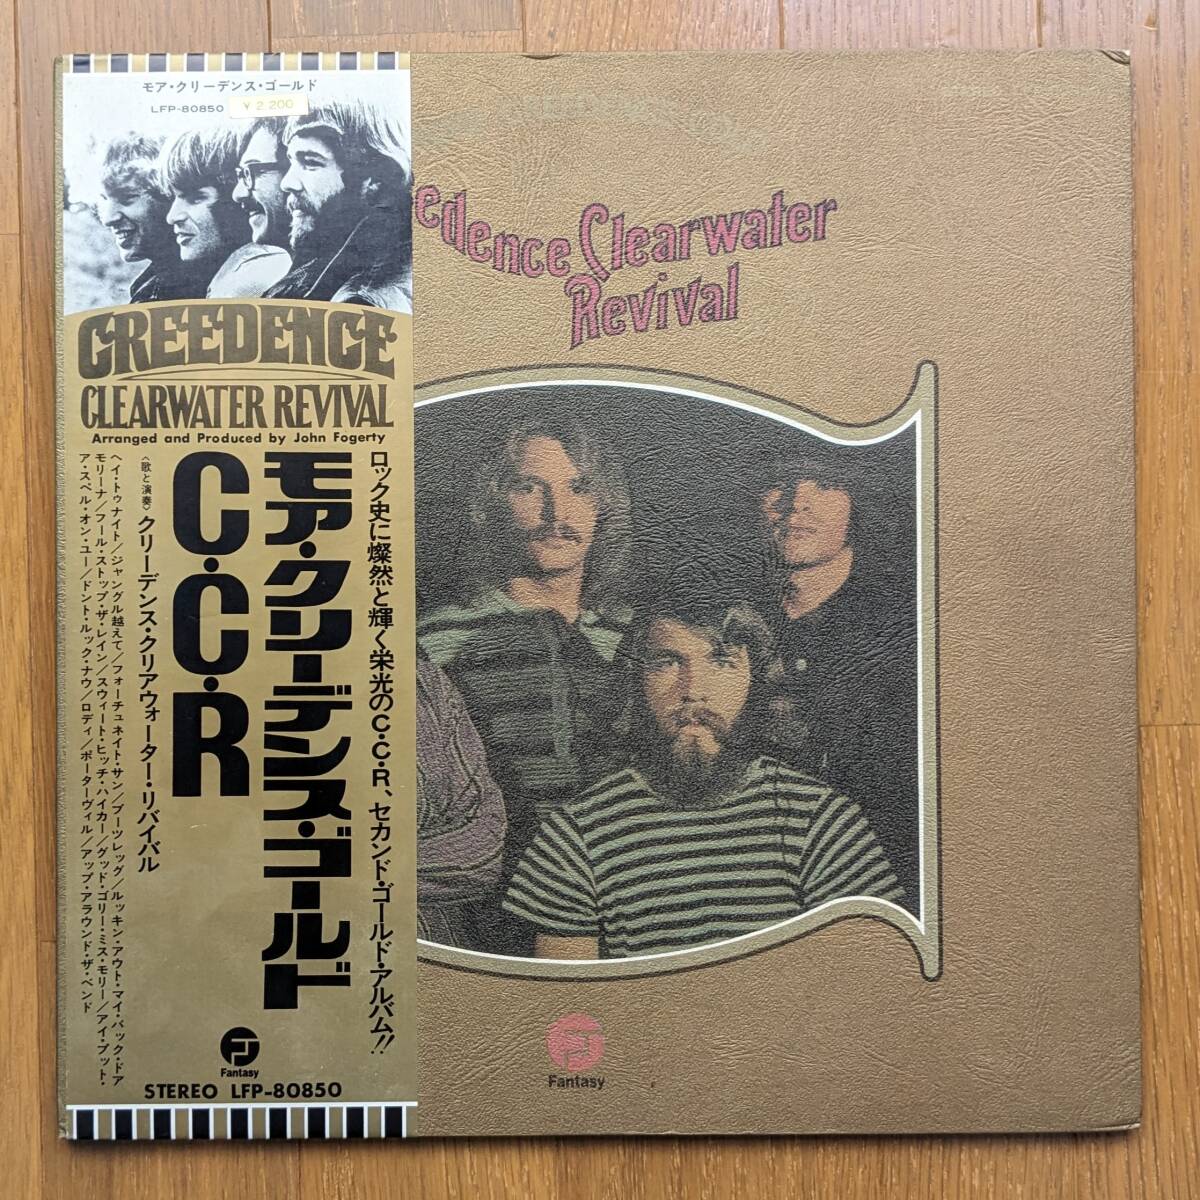 モア・クリーデンス・ゴールド
LFP-80850
¥2,200
CREEDENCE
CLEARWATER REVIVAL
Arranged and Produced by John Fogerty
ロック史に燦然と輝く栄光のC・C・R、セカンド・ゴールド・アルバム!!
モア・クリーデンス・ゴールド
C・C・R
〈歌と演奏〉クリーデンス・クリアウォーター・リバイバル
ヘイ・トゥナイト/ジャングル越えて/フォーチュネイト・サン/ブーツレッグ/ルッキン・アウト・マイ・バック・ドア
モリーナ/フール・ストップ・ザ・レイン/スウィート・ヒッチ・ハイカー/グッド・ゴリー・ミス・モリー/アイ・プット・
ア・スペル・オン・ユー/ドント・ルック・ナウ/ロディ/ポーターヴィル/アップ・アラウンド・ザ・ベンド
Fantasy
STEREO LFP-80850
edence Clearwater
Revival
Fantasy